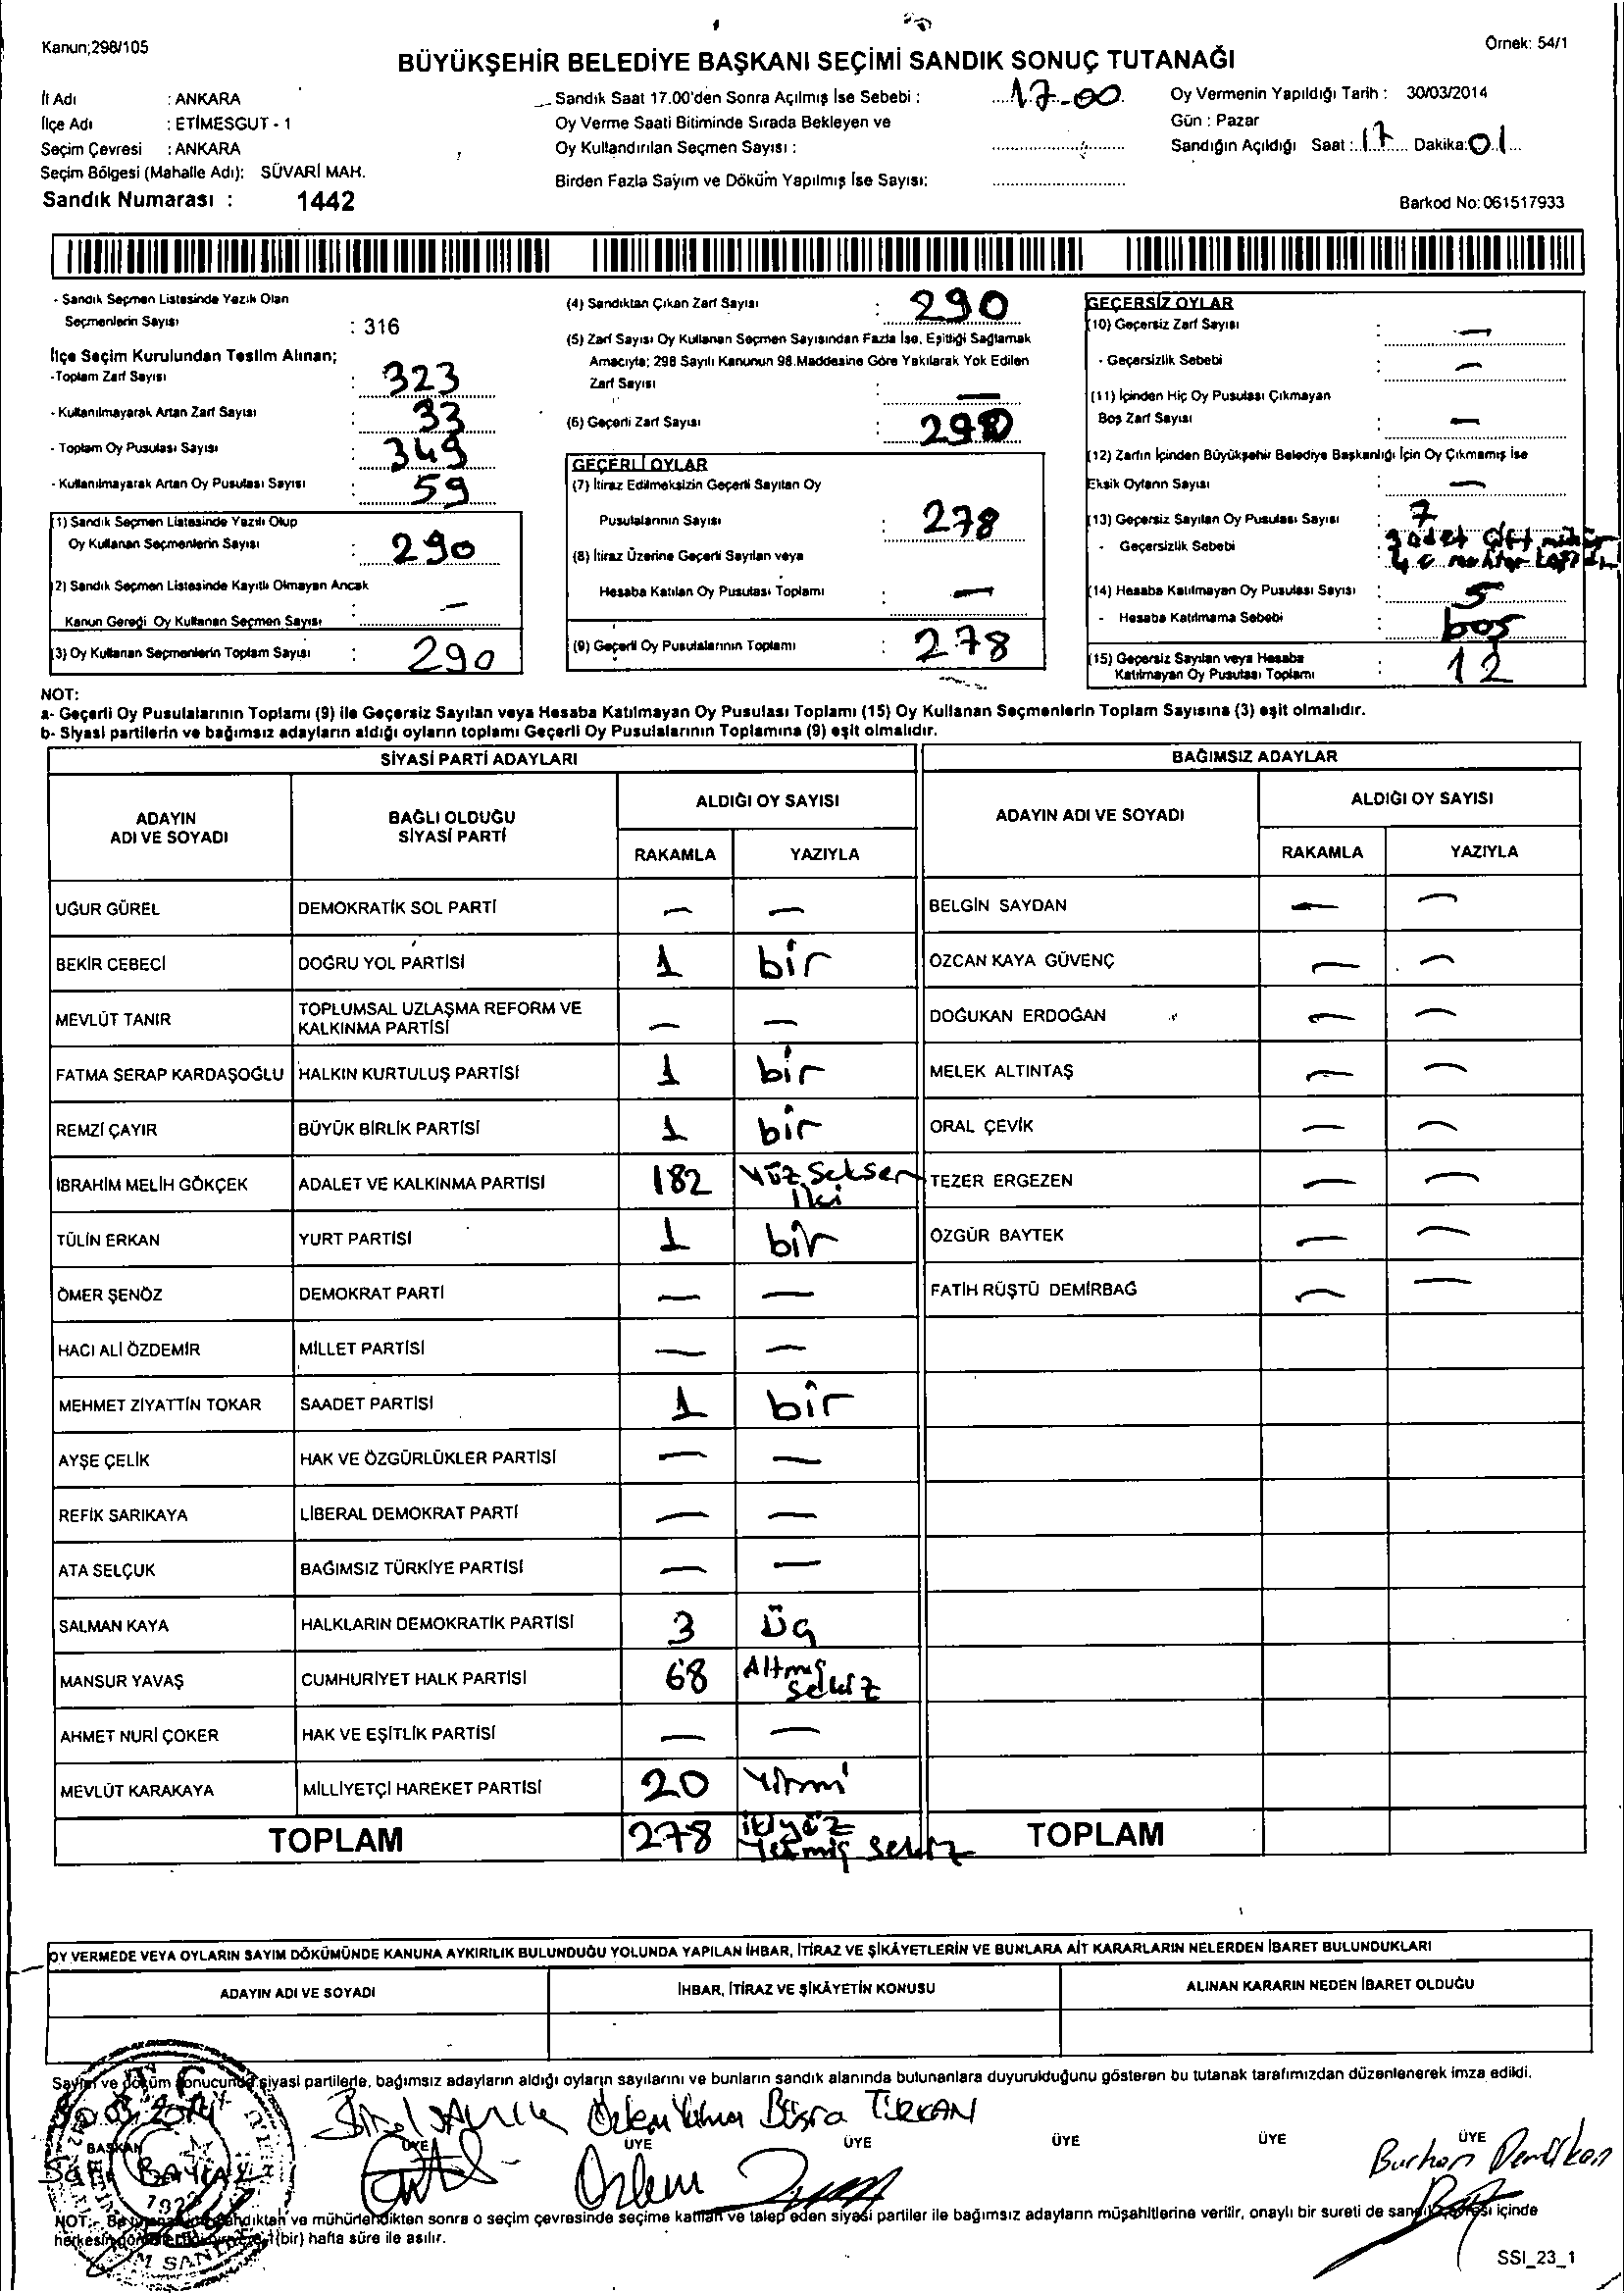 Kanun;298/105
Örnek: 54/1
BÜYÜKŞEHİR BELEDİYE BAŞKANI SEÇİMİ SANDIK SONUÇ TUTANAĞI
İl Adı : ANKARA
İlçe Adı : ETİMESGUT - 1
Seçim Çevresi : ANKARA
Seçim Bölgesi (Mahalle Adı): SÜVARİ MAH.
Sandık Numarası : 1442
Sandık Saat 17.00'den Sonra Açılmış İse Sebebi : 17-00
Oy Verme Saati Bitiminde Sırada Bekleyen ve
Oy Kullandırılan Seçmen Sayısı :
Birden Fazla Sayım ve Döküm Yapılmış İse Sayısı:
Oy Vermenin Yapıldığı Tarih : 30/03/2014
Gün : Pazar
Sandığın Açıldığı Saat : 17 Dakika: 01
Barkod No: 061517933
- Sandık Seçmen Listesinde Yazılı Olan
Seçmenlerin Sayısı : 316
İlçe Seçim Kurulundan Teslim Alınan;
-Toplam Zarf Sayısı : 323
- Kullanılmayarak Artan Zarf Sayısı : 33
- Toplam Oy Pusulası Sayısı : 349
- Kullanılmayarak Artan Oy Pusulası Sayısı : 59
(1) Sandık Seçmen Listesinde Yazılı Olup
Oy Kullanan Seçmenlerin Sayısı : 290
(2) Sandık Seçmen Listesinde Kayıtlı Olmayan Ancak
Kanun Gereği Oy Kullanan Seçmen Sayısı : —
(3) Oy Kullanan Seçmenlerin Toplam Sayısı : 290
(4) Sandıktan Çıkan Zarf Sayısı : 290
(5) Zarf Sayısı Oy Kullanan Seçmen Sayısından Fazla İse, Eşitliği Sağlamak
Amacıyla; 298 Sayılı Kanunun 98.Maddesine Göre Yakılarak Yok Edilen
Zarf Sayısı : —
(6) Geçerli Zarf Sayısı : 290
GEÇERLİ OYLAR
(7) İtiraz Edilmeksizin Geçerli Sayılan Oy
Pusulalarının Sayısı : 278
(8) İtiraz Üzerine Geçerli Sayılan veya
Hesaba Katılan Oy Pusulası Toplamı : —
(9) Geçerli Oy Pusulalarının Toplamı : 278
GEÇERSİZ OYLAR
(10) Geçersiz Zarf Sayısı : —
- Geçersizlik Sebebi : —
(11) İçinden Hiç Oy Pusulası Çıkmayan
Boş Zarf Sayısı : —
(12) Zarfın İçinden Büyükşehir Belediye Başkanlığı İçin Oy Çıkmamış İse
Eksik Oyların Sayısı : —
(13) Geçersiz Sayılan Oy Pusulası Sayısı : 7
- Geçersizlik Sebebi : 3 adet çift mühür
4
(14) Hesaba Katılmayan Oy Pusulası Sayısı : 5
- Hesaba Katılmama Sebebi : boş
(15) Geçersiz Sayılan veya Hesaba
Katılmayan Oy Pusulası Toplamı : 12
NOT:
a- Geçerli Oy Pusulalarının Toplamı (9) ile Geçersiz Sayılan veya Hesaba Katılmayan Oy Pusulası Toplamı (15) Oy Kullanan Seçmenlerin Toplam Sayısına (3) eşit olmalıdır.
b- Siyasi partilerin ve bağımsız adayların aldığı oyların toplamı Geçerli Oy Pusulalarının Toplamına (9) eşit olmalıdır.
SİYASİ PARTİ ADAYLARI
BAĞIMSIZ ADAYLAR
ADAYIN ADI VE SOYADI
BAĞLI OLDUĞU SİYASİ PARTİ
ALDIĞI OY SAYISI
RAKAMLA YAZIYLA
ADAYIN ADI VE SOYADI
ALDIĞI OY SAYISI
RAKAMLA YAZIYLA
UĞUR GÜREL DEMOKRATİK SOL PARTİ — — BELGİN SAYDAN — —
BEKİR CEBECİ DOĞRU YOL PARTİSİ 1 bir ÖZCAN KAYA GÜVENÇ — —
MEVLÜT TANIR TOPLUMSAL UZLAŞMA REFORM VE KALKINMA PARTİSİ — — DOĞUKAN ERDOĞAN — —
FATMA SERAP KARDAŞOĞLU HALKIN KURTULUŞ PARTİSİ 1 bir MELEK ALTINTAŞ — —
REMZİ ÇAYIR BÜYÜK BİRLİK PARTİSİ 1 bir ORAL ÇEVİK — —
İBRAHİM MELİH GÖKÇEK ADALET VE KALKINMA PARTİSİ 182 Yüz Seksen İki TEZER ERGEZEN — —
TÜLİN ERKAN YURT PARTİSİ 1 bir ÖZGÜR BAYTEK — —
ÖMER ŞENÖZ DEMOKRAT PARTİ — — FATİH RÜŞTÜ DEMİRBAĞ — —
HACI ALİ ÖZDEMİR MİLLET PARTİSİ — —
MEHMET ZİYATTİN TOKAR SAADET PARTİSİ 1 bir
AYŞE ÇELİK HAK VE ÖZGÜRLÜKLER PARTİSİ — —
REFİK SARIKAYA LİBERAL DEMOKRAT PARTİ — —
ATA SELÇUK BAĞIMSIZ TÜRKİYE PARTİSİ — —
SALMAN KAYA HALKLARIN DEMOKRATİK PARTİSİ 3 Üç
MANSUR YAVAŞ CUMHURİYET HALK PARTİSİ 68 Altmış sekiz
AHMET NURİ ÇOKER HAK VE EŞİTLİK PARTİSİ — —
MEVLÜT KARAKAYA MİLLİYETÇİ HAREKET PARTİSİ 20 Yirmi
TOPLAM 278 ikiyüz Yetmiş Sekiz TOPLAM
OY VERMEDE VEYA OYLARIN SAYIM DÖKÜMÜNDE KANUNA AYKIRILIK BULUNDUĞU YOLUNDA YAPILAN İHBAR, İTİRAZ VE ŞİKÂYETLERİN VE BUNLARA AİT KARARLARIN NELERDEN İBARET BULUNDUKLARI
ADAYIN ADI VE SOYADI İHBAR, İTİRAZ VE ŞİKÂYETİN KONUSU ALINAN KARARIN NEDEN İBARET OLDUĞU
Sayım ve döküm sonucunda siyasi partilerle, bağımsız adayların aldığı oyların sayılarını ve bunların sandık alanında bulunanlara duyurulduğunu gösteren bu tutanak tarafımızdan düzenlenerek imza edildi.
30.03.2014
Özlem Büşra TÜRKAN
BAŞKAN ÜYE ÜYE ÜYE ÜYE ÜYE ÜYE
Burhan
Özlem
NOT:- ve mühürlendikten sonra o seçim çevresinde seçime katılan ve talep eden siyasi partiler ile bağımsız adayların müşahitlerine verilir, onaylı bir sureti de içinde
(bir) hafta süre ile asılır.
SSI_23_1